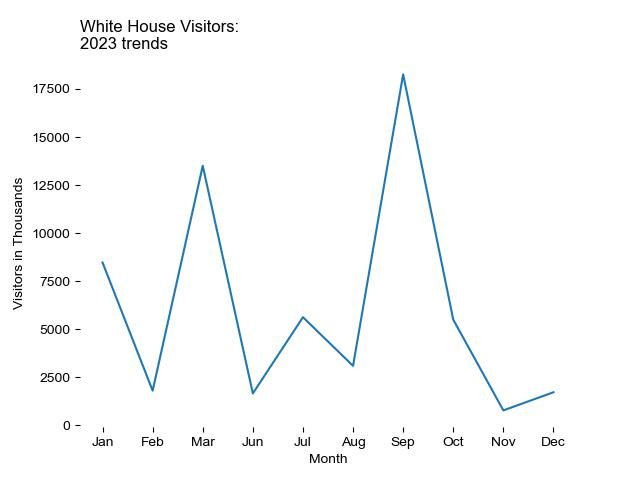 White House Visitors:
2023 trends
17500
15000
12500
10000
7500
5000
2500
0
Visitors in Thousands
Jan Feb Mar Jun Jul Aug Sep Oct Nov Dec
Month